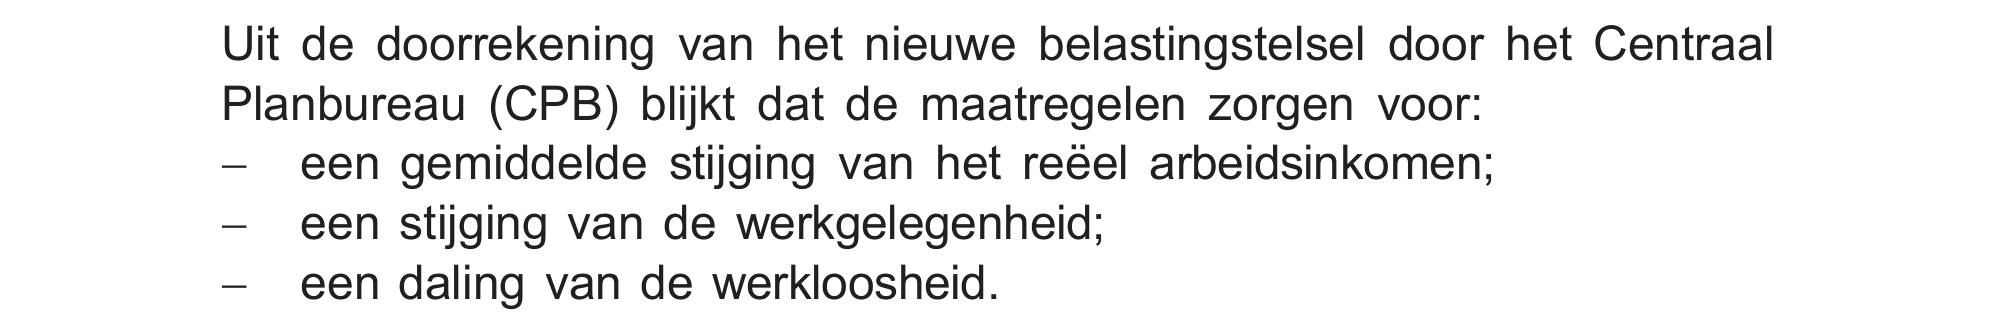 Uit de doorrekening van het nieuwe belastingstelsel door het Centraal
Planbureau (CPB) blijkt dat de maatregelen zorgen voor:
– een gemiddelde stijging van het reëel arbeidsinkomen;
– een stijging van de werkgelegenheid;
– een daling van de werkloosheid.